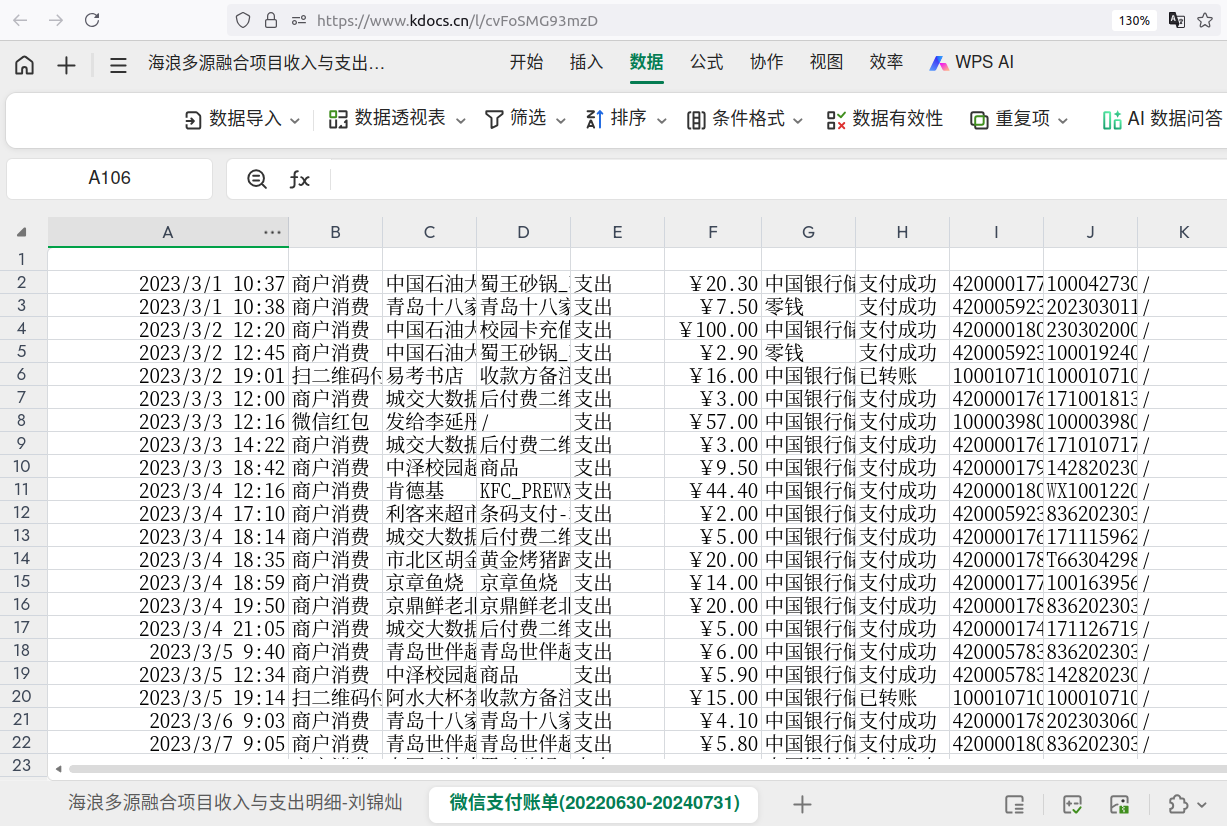 https://www.kdocs.cn/l/cvFoSMG93mzD 130%
海浪多源融合项目收入与支出… 开始 插入 数据 公式 协作 视图 效率 WPS AI
数据导入 数据透视表 筛选 排序 条件格式 数据有效性 重复项 AI 数据问答
A106 fx
A ··· B C D E F G H I J K
1
2 2023/3/1 10:37 商户消费 中国石油大 蜀王砂锅_ 支出 ¥20.30 中国银行储 支付成功 420000177 100042730 /
3 2023/3/1 10:38 商户消费 青岛十八家 青岛十八家 支出 ¥7.50 零钱 支付成功 420005923 202303011 /
4 2023/3/2 12:20 商户消费 中国石油大 校园卡充值 支出 ¥100.00 中国银行储 支付成功 420000180 230302000 /
5 2023/3/2 12:45 商户消费 中国石油大 蜀王砂锅_ 支出 ¥2.90 零钱 支付成功 420005923 100019240 /
6 2023/3/2 19:01 扫二维码付 易考书店 收款方备注 支出 ¥16.00 中国银行储 已转账 100010710 100010710 /
7 2023/3/3 12:00 商户消费 城交大数据 后付费二维 支出 ¥3.00 中国银行储 支付成功 420000176 171001813 /
8 2023/3/3 12:16 微信红包 发给李延彤 / 支出 ¥57.00 中国银行储 支付成功 100003980 100003980 /
9 2023/3/3 14:22 商户消费 城交大数据 后付费二维 支出 ¥3.00 中国银行储 支付成功 420000176 171010717 /
10 2023/3/3 18:42 商户消费 中泽校园超 商品 支出 ¥9.50 中国银行储 支付成功 420000179 142820230 /
11 2023/3/4 12:16 商户消费 肯德基 KFC_PREWX 支出 ¥44.40 中国银行储 支付成功 420000180 WX1001220 /
12 2023/3/4 17:10 商户消费 利客来超市 条码支付- 支出 ¥2.00 中国银行储 支付成功 420005923 836202303 /
13 2023/3/4 18:14 商户消费 城交大数据 后付费二维 支出 ¥5.00 中国银行储 支付成功 420000176 171115962 /
14 2023/3/4 18:35 商户消费 市北区胡金 黄金烤猪蹄 支出 ¥20.00 中国银行储 支付成功 420000178 T66304298 /
15 2023/3/4 18:59 商户消费 京章鱼烧 京章鱼烧 支出 ¥14.00 中国银行储 支付成功 420000177 100163956 /
16 2023/3/4 19:50 商户消费 京鼎鲜老北 京鼎鲜老北 支出 ¥20.00 中国银行储 支付成功 420000178 836202303 /
17 2023/3/4 21:05 商户消费 城交大数据 后付费二维 支出 ¥5.00 中国银行储 支付成功 420000174 171126719 /
18 2023/3/5 9:40 商户消费 青岛世伴超 青岛世伴超 支出 ¥6.00 中国银行储 支付成功 420005783 836202303 /
19 2023/3/5 12:34 商户消费 中泽校园超 商品 支出 ¥5.90 中国银行储 支付成功 420005783 142820230 /
20 2023/3/5 19:14 扫二维码付 阿水大杯茶 收款方备注 支出 ¥15.00 中国银行储 已转账 100010710 100010710 /
21 2023/3/6 9:03 商户消费 青岛十八家 青岛十八家 支出 ¥4.10 中国银行储 支付成功 420000178 202303060 /
22 2023/3/7 9:05 商户消费 青岛世伴超 青岛世伴超 支出 ¥5.80 中国银行储 支付成功 420000180 836202303 /
23
海浪多源融合项目收入与支出明细-刘锦灿 微信支付账单(20220630-20240731)